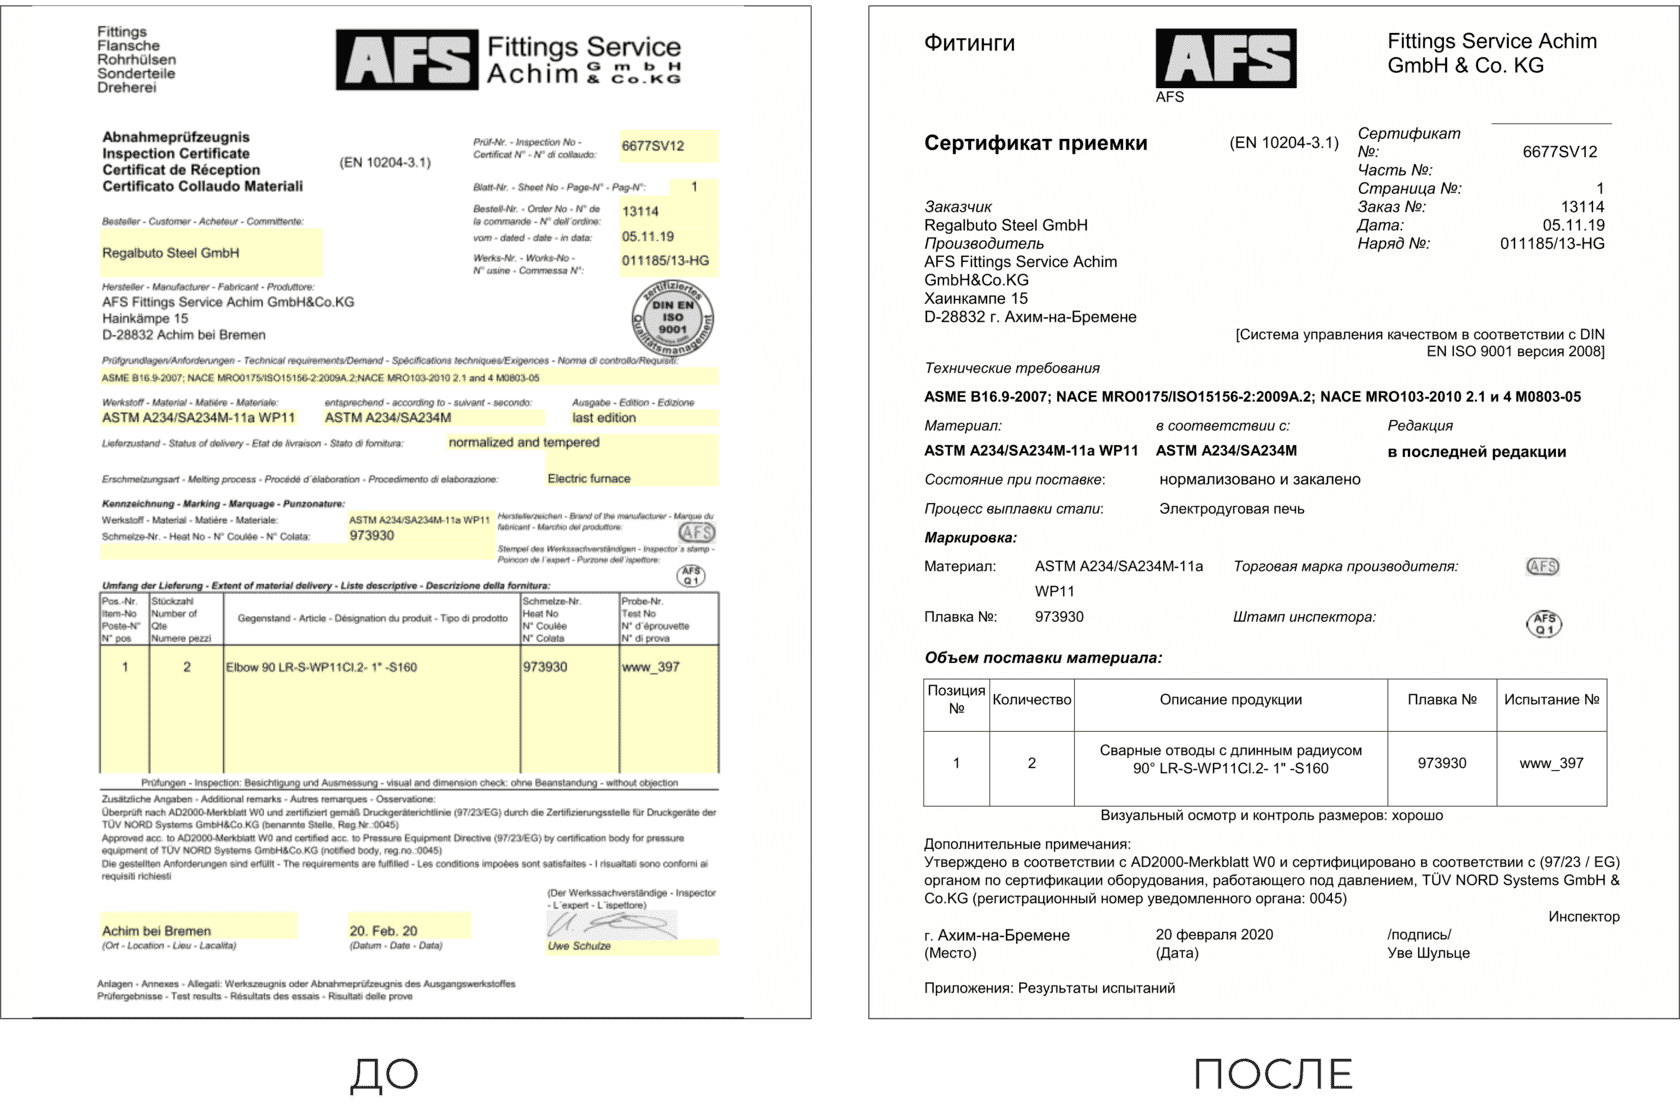 Fittings
Flansche
Rohrhülsen
Sonderteile
Dreherei
AFS
Fittings Service
Achim GmbH & Co.KG
Abnahmeprüfzeugnis
Inspection Certificate
Certificat de Réception
Certificato Collaudo Materiali
(EN 10204-3.1)
Prüf-Nr. - Inspection No -
Certificat N° - N° di collaudo:
6677SV12
Blatt-Nr. - Sheet No - Page-N° - Pag-N°:
1
Bestell-Nr. - Order No - N° de
la commande - N° dell´ordine:
13114
vom - dated - date - in data:
05.11.19
Werks-Nr. - Works-No -
N° usine - Commessa N°:
011185/13-HG
Besteller - Customer - Acheteur - Committente:
Regalbuto Steel GmbH
Hersteller - Manufacturer - Fabricant - Produttore:
AFS Fittings Service Achim GmbH&Co.KG
Hainkämpe 15
D-28832 Achim bei Bremen
zertifiziertes
DIN EN
ISO
9001
Qualitätsmanagement
Prüfgrundlagen/Anforderungen - Technical requirements/Demand - Spécifications techniques/Exigences - Norma di controllo/Requisiti:
ASME B16.9-2007; NACE MRO0175/ISO15156-2:2009A.2;NACE MRO103-2010 2.1 and 4 M0803-05
Werkstoff - Material - Matiére - Materiale:
entsprechend - according to - suivant - secondo:
Ausgabe - Edition - Edizione
ASTM A234/SA234M-11a WP11
ASTM A234/SA234M
last edition
Lieferzustand - Status of delivery - Etat de livraison - Stato di fornitura:
normalized and tempered
Erschmelzungsart - Melting process - Procédé d´élaboration - Procedimento di elaborazione:
Electric furnace
Kennzeichnung - Marking - Marquage - Punzonature:
Werkstoff - Material - Matiére - Materiale:
ASTM A234/SA234M-11a WP11
Schmelze-Nr. - Heat No - N° Coulée - N° Colata:
973930
Herstellerzeichen - Brand of the manufacturer - Marque du
fabricant - Marchio del produttore:
AFS
Stempel des Werkssachverständigen - Inspector´s stamp -
Poincon de l´expert - Purzone dell´ispettore:
AFS
Q 1
Umfang der Lieferung - Extent of material delivery - Liste descriptive - Descrizione della fornitura:
Pos.-Nr.
Item-No
Poste-N°
N° pos
Stückzahl
Number of
Qte
Numere pezzi
Gegenstand - Article - Désignation du produit - Tipo di prodotto
Schmelze-Nr.
Heat No
N° Coulée
N° Colata
Probe-Nr.
Test No
N° d´éprouvette
N° di prova
1
2
Elbow 90 LR-S-WP11Cl.2- 1" -S160
973930
www_397
Prüfungen - Inspection: Besichtigung und Ausmessung - visual and dimension check: ohne Beanstandung - without objection
Zusätzliche Angaben - Additional remarks - Autres remarques - Osservatione:
Überprüft nach AD2000-Merkblatt W0 und zertifiziert gemäß Druckgeräterichtlinie (97/23/EG) durch die Zertifizierungsstelle für Druckgeräte der
TÜV NORD Systems GmbH&Co.KG (benannte Stelle, Reg.Nr.:0045)
Approved acc. to AD2000-Merkblatt W0 and certified acc. to Pressure Equipment Directive (97/23/EG) by certification body for pressure
equipment of TÜV NORD Systems GmbH&Co.KG (notified body, reg.no.:0045)
Die gestellten Anforderungen sind erfüllt - The requirements are fulfilled - Les conditions impoées sont satisfaites - I risualtati sono conforni ai
requisiti richiesti
(Der Werkssachverständige - Inspector
- L´expert - L´ispettore)
Achim bei Bremen
20. Feb. 20
Uwe Schulze
(Ort - Location - Lieu - Lacalita)
(Datum - Date - Data)
Anlagen - Annexes - Allegati: Werkszeugnis oder Abnahmeprüfzeugnis des Ausgangswerkstoffes
Prüfergebnisse - Test results - Résultats des essais - Risultati delle prove
ДО
Фитинги
AFS
AFS
Fittings Service Achim
GmbH & Co. KG
Сертификат приемки
(EN 10204-3.1)
Сертификат
№:
6677SV12
Часть №:
Страница №:
1
Заказ №:
13114
Дата:
05.11.19
Наряд №:
011185/13-HG
Заказчик
Regalbuto Steel GmbH
Производитель
AFS Fittings Service Achim
GmbH&Co.KG
Хаинкампе 15
D-28832 г. Ахим-на-Бремене
[Система управления качеством в соответствии с DIN
EN ISO 9001 версия 2008]
Технические требования
ASME B16.9-2007; NACE MRO0175/ISO15156-2:2009A.2; NACE MRO103-2010 2.1 и 4 M0803-05
Материал:
в соответствии с:
Редакция
ASTM A234/SA234M-11a WP11
ASTM A234/SA234M
в последней редакции
Состояние при поставке:
нормализовано и закалено
Процесс выплавки стали:
Электродуговая печь
Маркировка:
Материал:
ASTM A234/SA234M-11a
WP11
Торговая марка производителя:
AFS
Плавка №:
973930
Штамп инспектора:
AFS
Q 1
Объем поставки материала:
Позиция
№
Количество
Описание продукции
Плавка №
Испытание №
1
2
Сварные отводы с длинным радиусом
90° LR-S-WP11Cl.2- 1" -S160
973930
www_397
Визуальный осмотр и контроль размеров: хорошо
Дополнительные примечания:
Утверждено в соответствии с AD2000-Merkblatt W0 и сертифицировано в соответствии с (97/23 / EG)
органом по сертификации оборудования, работающего под давлением, TÜV NORD Systems GmbH &
Co.KG (регистрационный номер уведомленного органа: 0045)
Инспектор
г. Ахим-на-Бремене
20 февраля 2020
/подпись/
(Место)
(Дата)
Уве Шульце
Приложения: Результаты испытаний
ПОСЛЕ